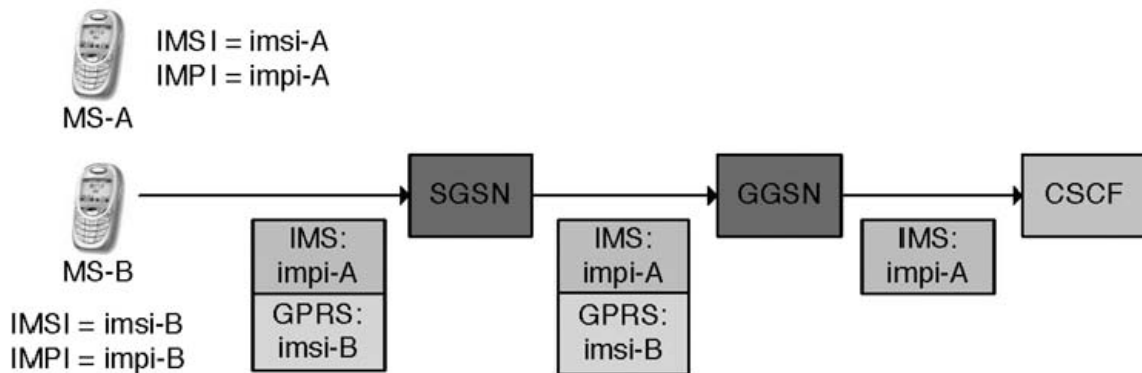 IMSI = imsi-A
IMPI = impi-A
MS-A
SGSN
GGSN
CSCF
IMS:
impi-A
GPRS:
imsi-B
IMS:
impi-A
GPRS:
imsi-B
IMS:
impi-A
MS-B
IMSI = imsi-B
IMPI = impi-B